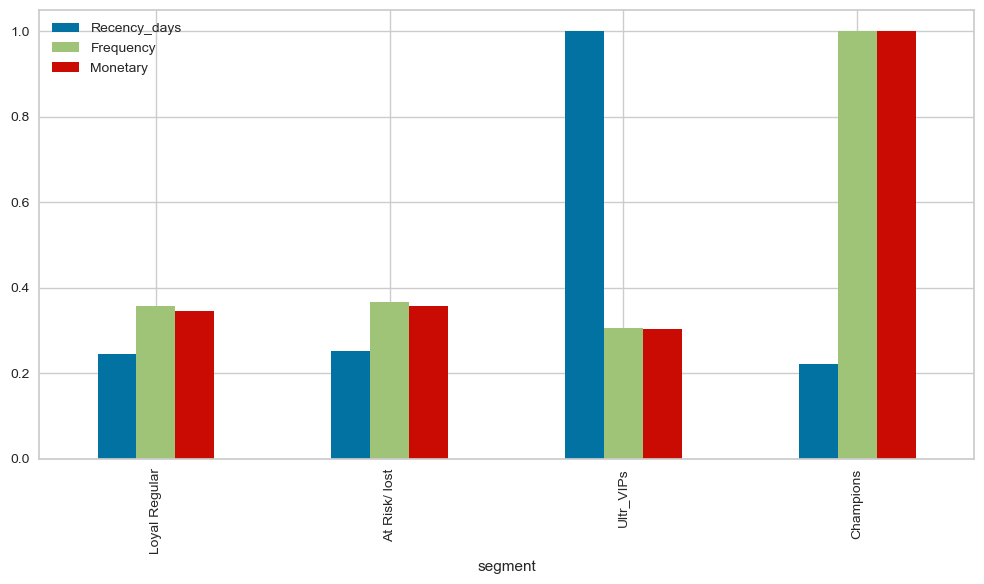 Recency_days
Frequency
Monetary
1.0
0.8
0.6
0.4
0.2
0.0
Loyal Regular
At Risk/ lost
Ultr_VIPs
Champions
segment